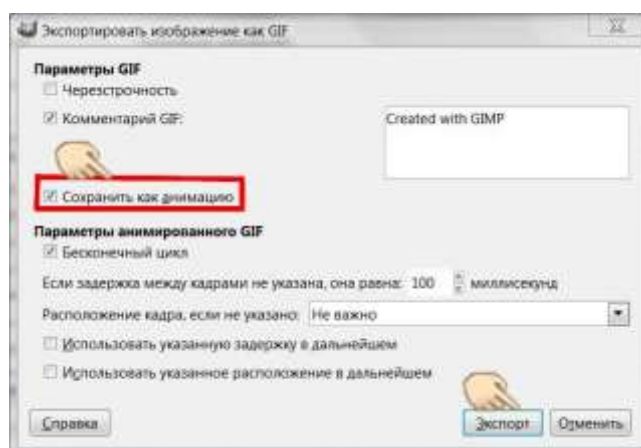 Экспортировать изображение как GIF
Параметры GIF
Черезстрочность
Комментарий GIF:
Created with GIMP
Сохранить как анимацию
Параметры анимированного GIF
Бесконечный цикл
Если задержка между кадрами не указана, она равна: 100 миллисекунд
Расположение кадра, если не указано: Не важно
Использовать указанную задержку в дальнейшем
Использовать указанное расположение в дальнейшем
Справка
Экспорт
Отменить